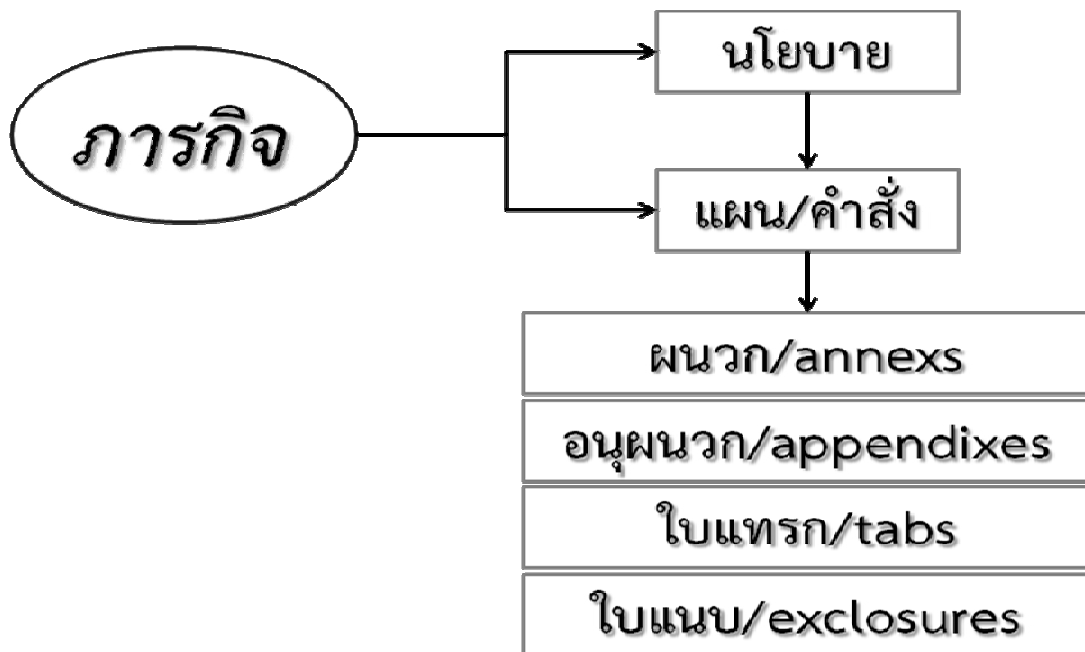 ภารกิจ
นโยบาย
แผน/คำสั่ง
ผนวก/annexs
อนุผนวก/appendixes
ใบแทรก/tabs
ใบแนบ/exclosures